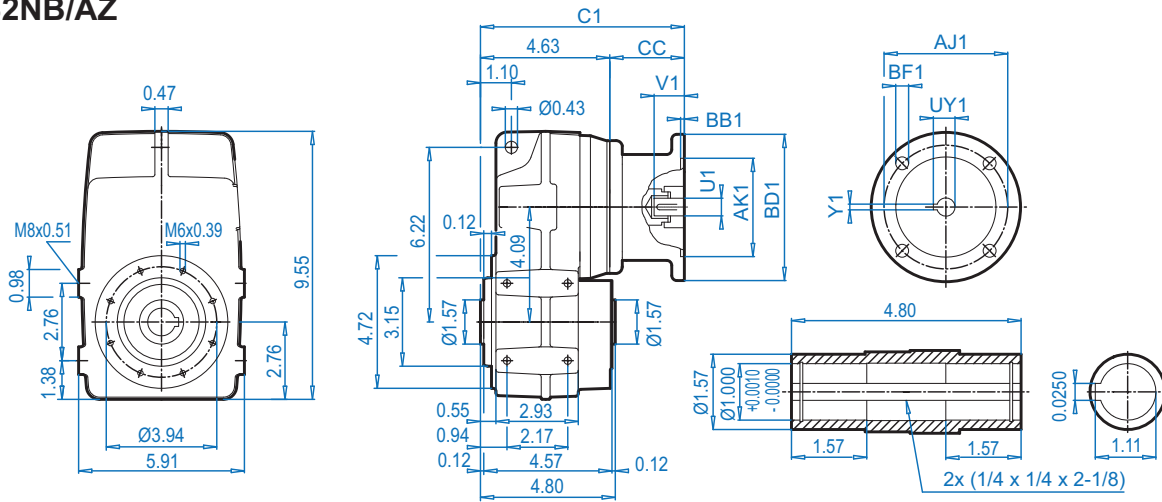 2NB/AZ
0.47
M8x0.51
M6x0.39
0.98
2.76
1.38
9.55
2.76
Ø3.94
5.91
C1
4.63
CC
1.10
V1
Ø0.43
BB1
0.12
6.22
4.09
U1
AK1
BD1
4.72
3.15
Ø1.57
Ø1.57
0.55
2.93
0.94
2.17
0.12
4.57
0.12
4.80
AJ1
BF1
UY1
Y1
4.80
Ø1.57
Ø1.000
+0.0010
-0.0000
1.57
1.57
2x (1/4 x 1/4 x 2-1/8)
0.0250
1.11